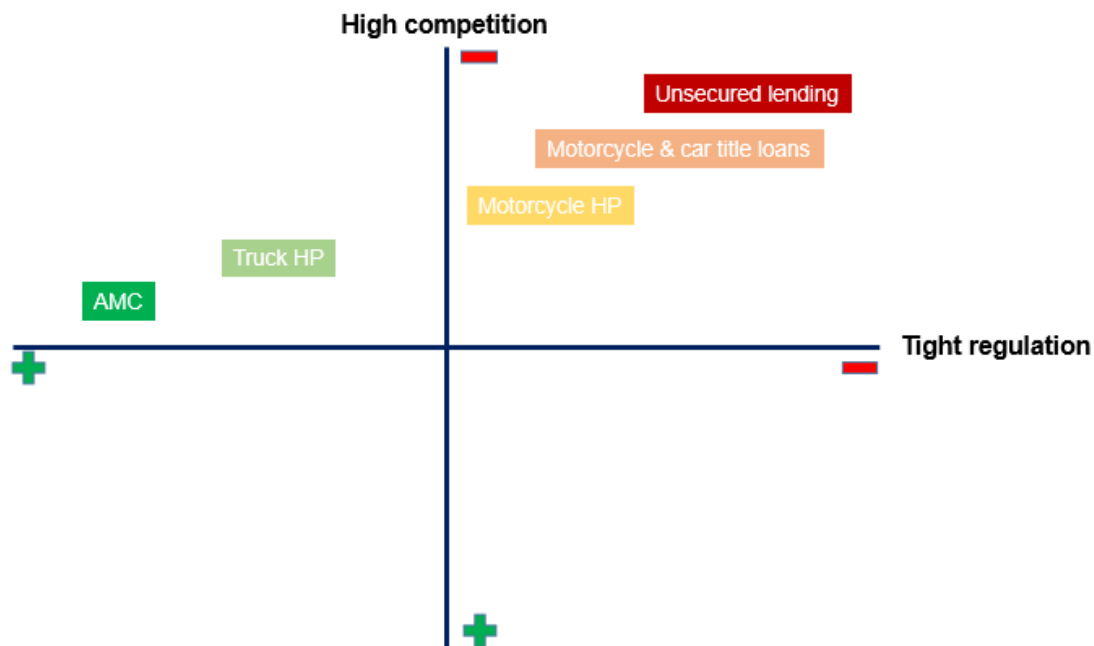 High competition
Unsecured lending
Motorcycle & car title loans
Motorcycle HP
Truck HP
AMC
Tight regulation